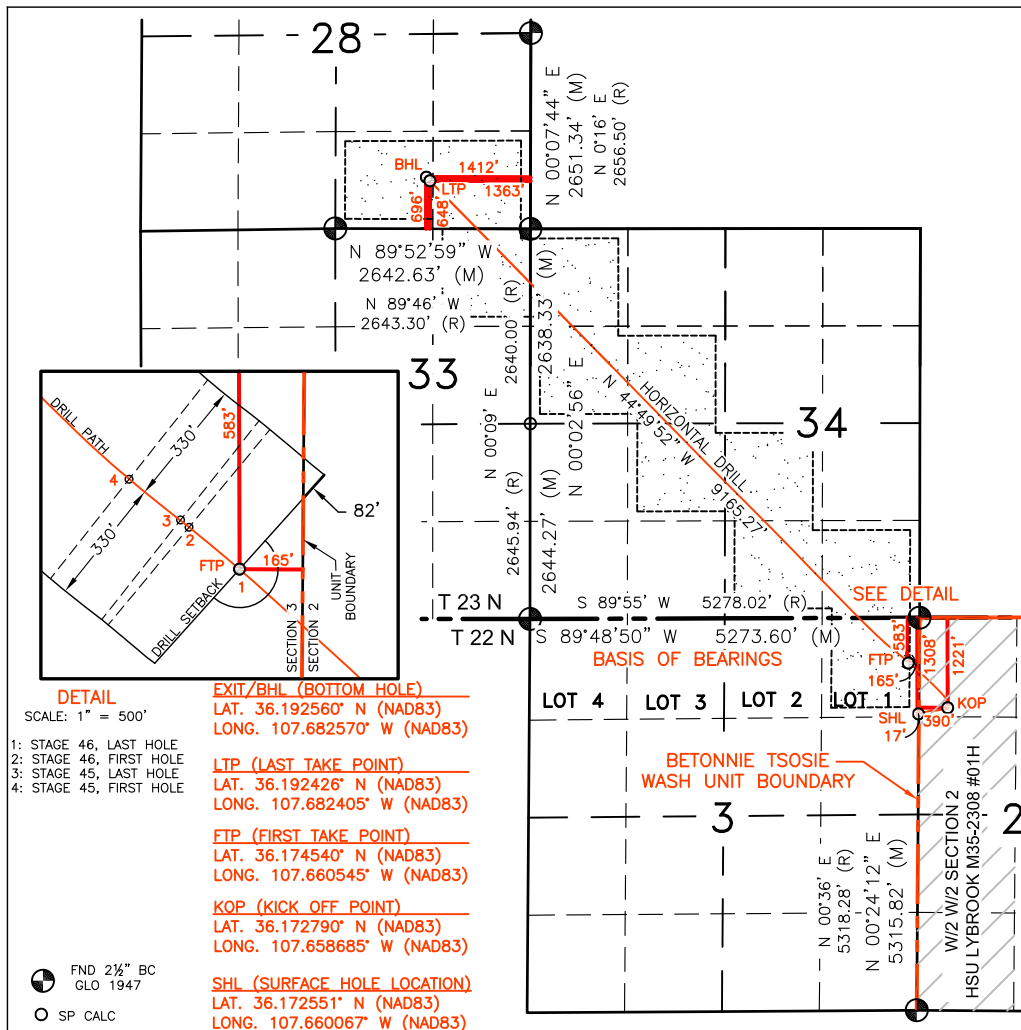 28
N 00°07'44" E
2651.34' (M)
N 0°16' E
2656.50' (R)
BHL
1412'
LTP
1363'
696'
648'
N 89°52'59" W
2642.63' (M)
N 89°46' W
2643.30' (R)
33
2640.00 (R)
2638.33' (M)
N 00°09' E
N 00°02'56" E
2645.94' (R)
2644.27' (M)
HORIZONTAL DRILL
N 44°49'52" W 9165.27'
34
DRILL PATH
583'
330'
4
3
2
330'
82'
FTP
165'
1
DRILL SETBACK
SECTION 3
SECTION 2
UNIT
BOUNDARY
SEE DETAIL
T 23 N
S 89°55' W 5278.02' (R)
T 22 N
S 89°48'50" W 5273.60' (M)
BASIS OF BEARINGS
583'
1308'
1221'
FTP
165'
KOP
SHL
390'
17'
LOT 4
LOT 3
LOT 2
LOT 1
DETAIL
SCALE: 1" = 500'
1: STAGE 46, LAST HOLE
2: STAGE 46, FIRST HOLE
3: STAGE 45, LAST HOLE
4: STAGE 45, FIRST HOLE
EXIT/BHL (BOTTOM HOLE)
LAT. 36.192560° N (NAD83)
LONG. 107.682570° W (NAD83)
LTP (LAST TAKE POINT)
LAT. 36.192426° N (NAD83)
LONG. 107.682405° W (NAD83)
FTP (FIRST TAKE POINT)
LAT. 36.174540° N (NAD83)
LONG. 107.660545° W (NAD83)
KOP (KICK OFF POINT)
LAT. 36.172790° N (NAD83)
LONG. 107.658685° W (NAD83)
SHL (SURFACE HOLE LOCATION)
LAT. 36.172551° N (NAD83)
LONG. 107.660067° W (NAD83)
BETONNIE TSOSIE
WASH UNIT BOUNDARY
3
2
N 00°36' E
5318.28' (R)
N 00°24'12" E
5315.82' (M)
W/2 W/2 SECTION 2
HSU LYBROOK M35-2308 #01H
FND 2½" BC
GLO 1947
SP CALC